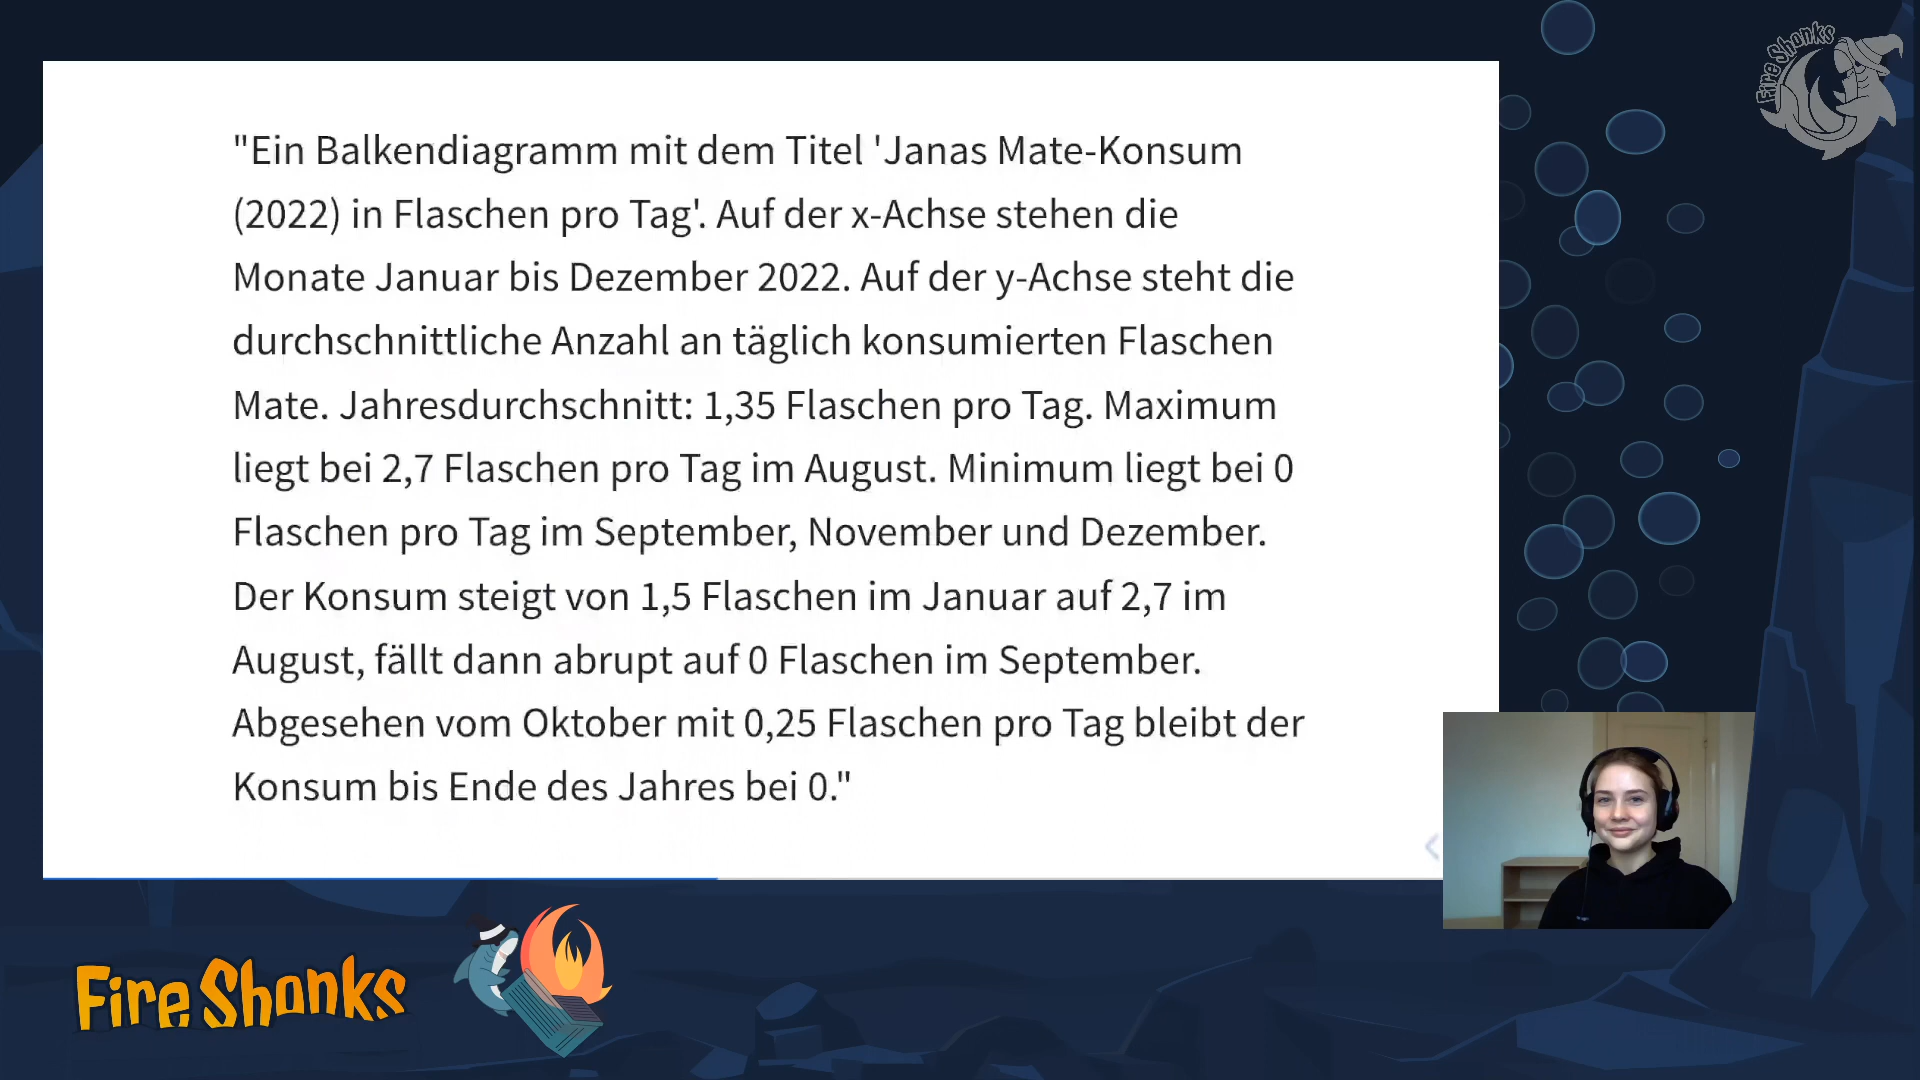 Fire Shonks
"Ein Balkendiagramm mit dem Titel 'Janas Mate-Konsum
(2022) in Flaschen pro Tag'. Auf der x-Achse stehen die
Monate Januar bis Dezember 2022. Auf der y-Achse steht die
durchschnittliche Anzahl an täglich konsumierten Flaschen
Mate. Jahresdurchschnitt: 1,35 Flaschen pro Tag. Maximum
liegt bei 2,7 Flaschen pro Tag im August. Minimum liegt bei 0
Flaschen pro Tag im September, November und Dezember.
Der Konsum steigt von 1,5 Flaschen im Januar auf 2,7 im
August, fällt dann abrupt auf 0 Flaschen im September.
Abgesehen vom Oktober mit 0,25 Flaschen pro Tag bleibt der
Konsum bis Ende des Jahres bei 0."
Fire Shonks